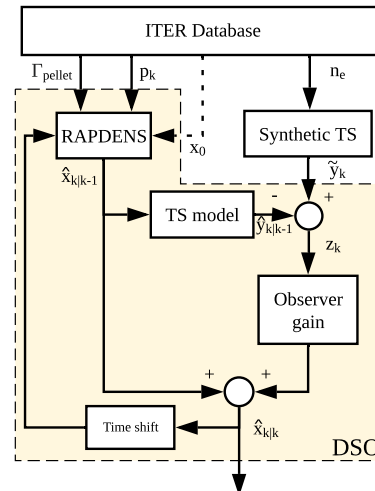 ITER Database
Γpellet
pk
ne
x0
RAPDENS
Synthetic TS
x̂k|k-1
ỹk
TS model
-
+
ŷk|k-1
zk
Observer
gain
+
+
Time shift
x̂k|k
DSO